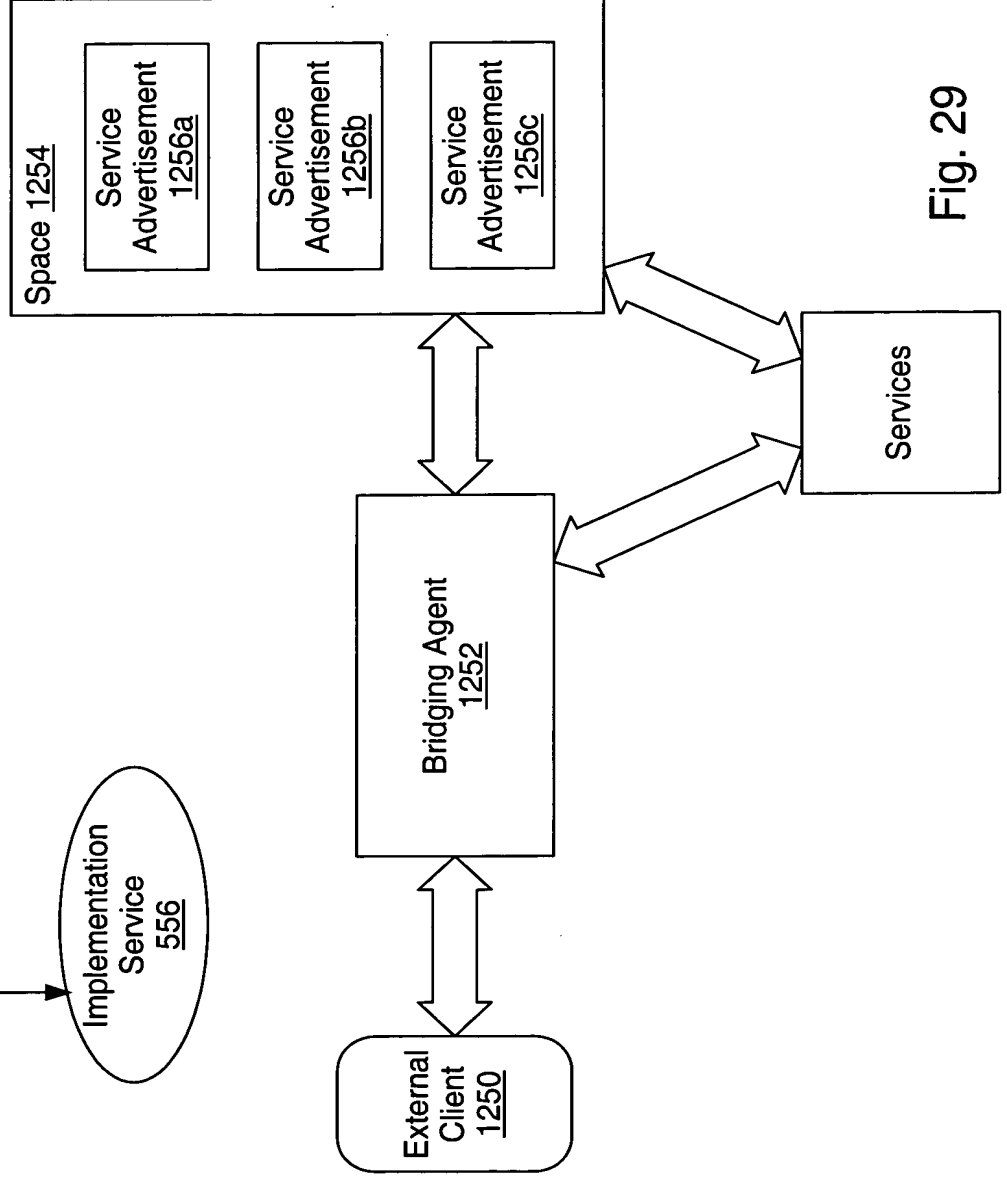 Implementation
Service
556
External
Client
1250
Bridging Agent
1252
Space 1254
Service
Advertisement
1256a
Service
Advertisement
1256b
Service
Advertisement
1256c
Services
Fig. 29